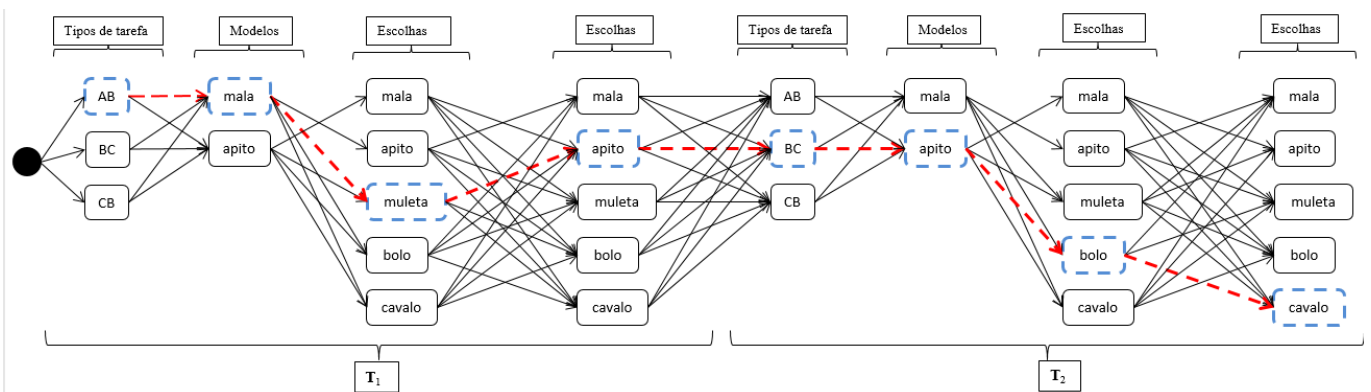 Tipos de tarefa Modelos Escolhas Escolhas Tipos de tarefa Modelos Escolhas Escolhas
AB mala mala mala AB mala mala mala
BC apito apito apito BC apito apito apito
CB muleta muleta CB muleta muleta
bolo bolo bolo bolo
cavalo cavalo cavalo cavalo
T₁ T₂